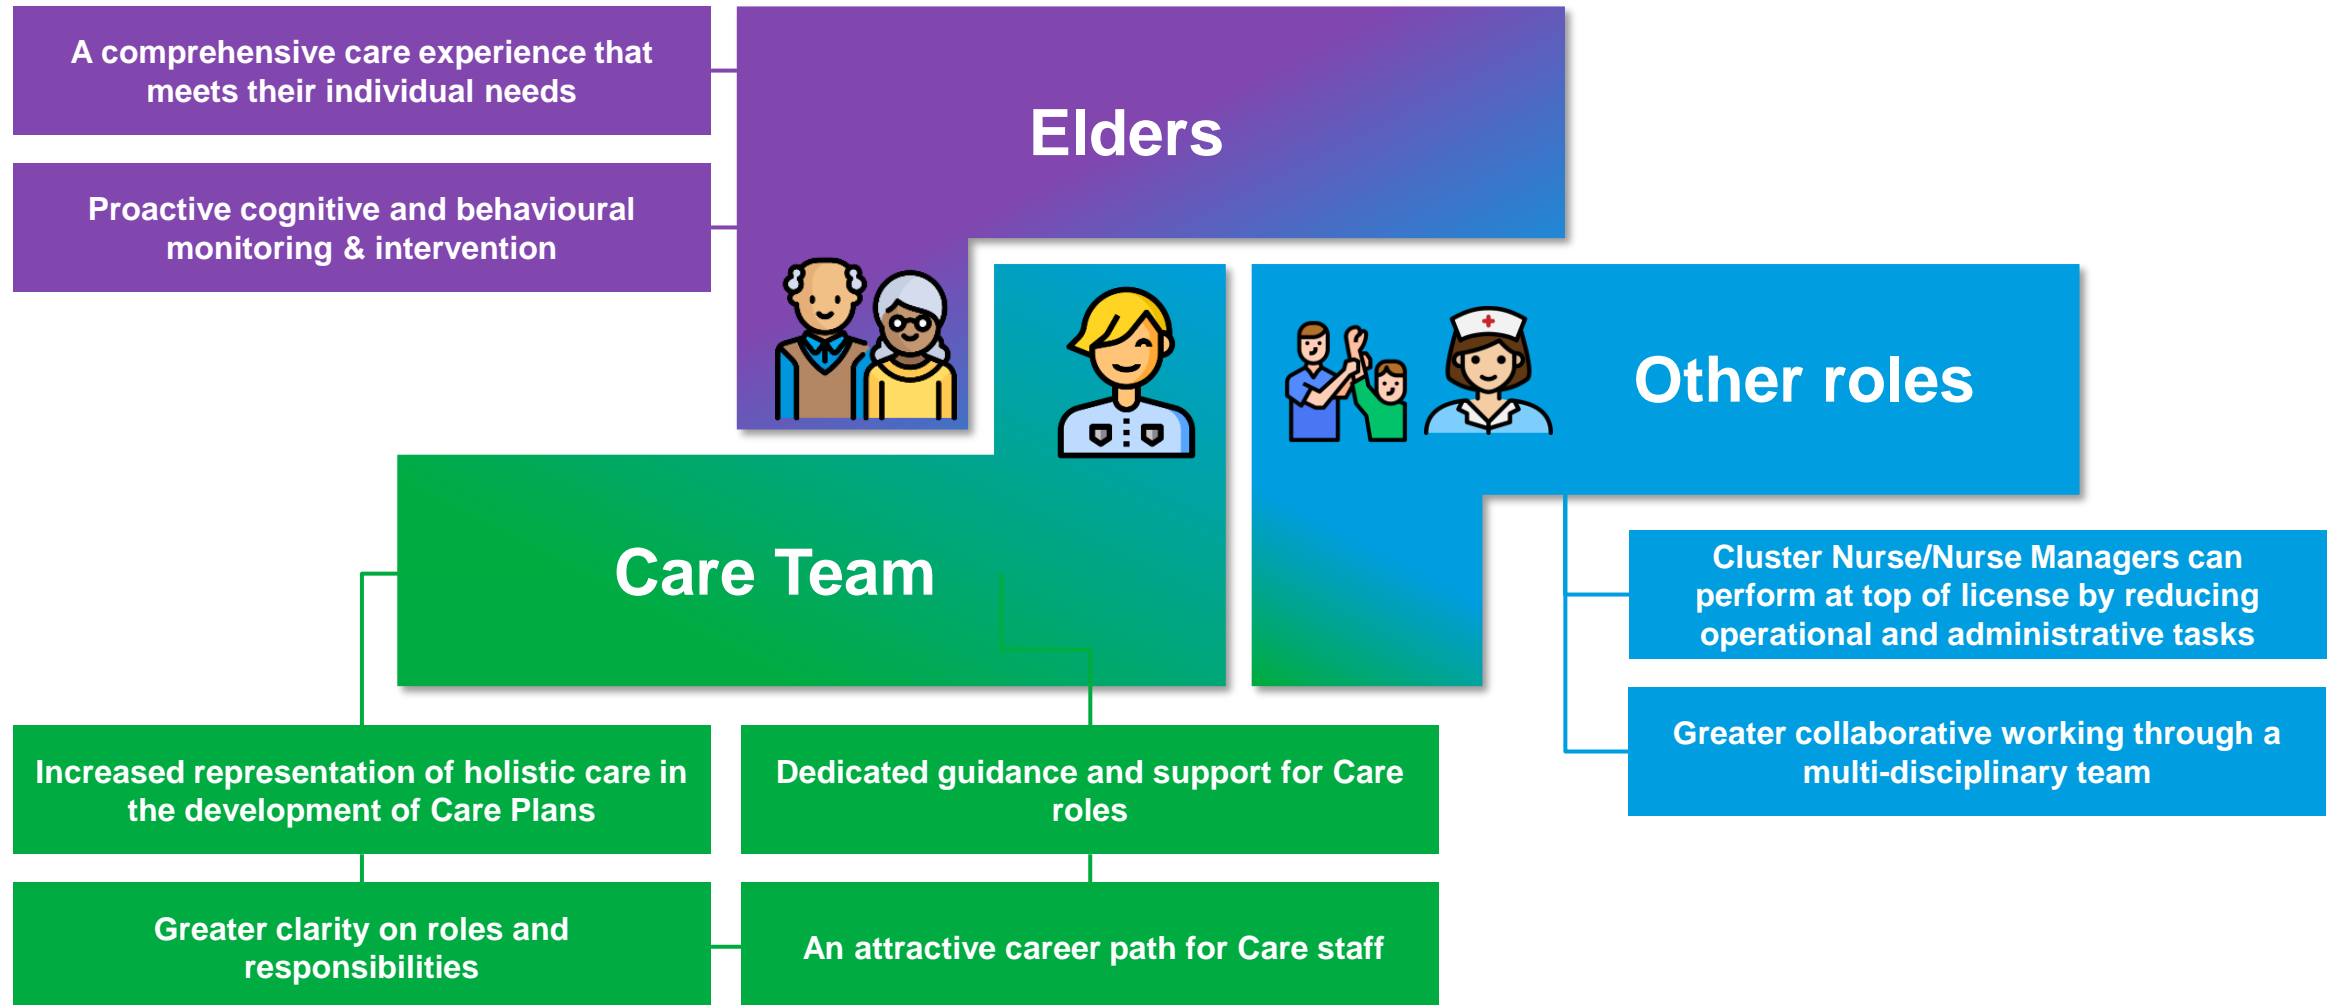 A comprehensive care experience that
meets their individual needs
Proactive cognitive and behavioural
monitoring & intervention
Elders
Other roles
Care Team
Cluster Nurse/Nurse Managers can
perform at top of license by reducing
operational and administrative tasks
Greater collaborative working through a
multi-disciplinary team
Increased representation of holistic care in
the development of Care Plans
Dedicated guidance and support for Care
roles
Greater clarity on roles and
responsibilities
An attractive career path for Care staff